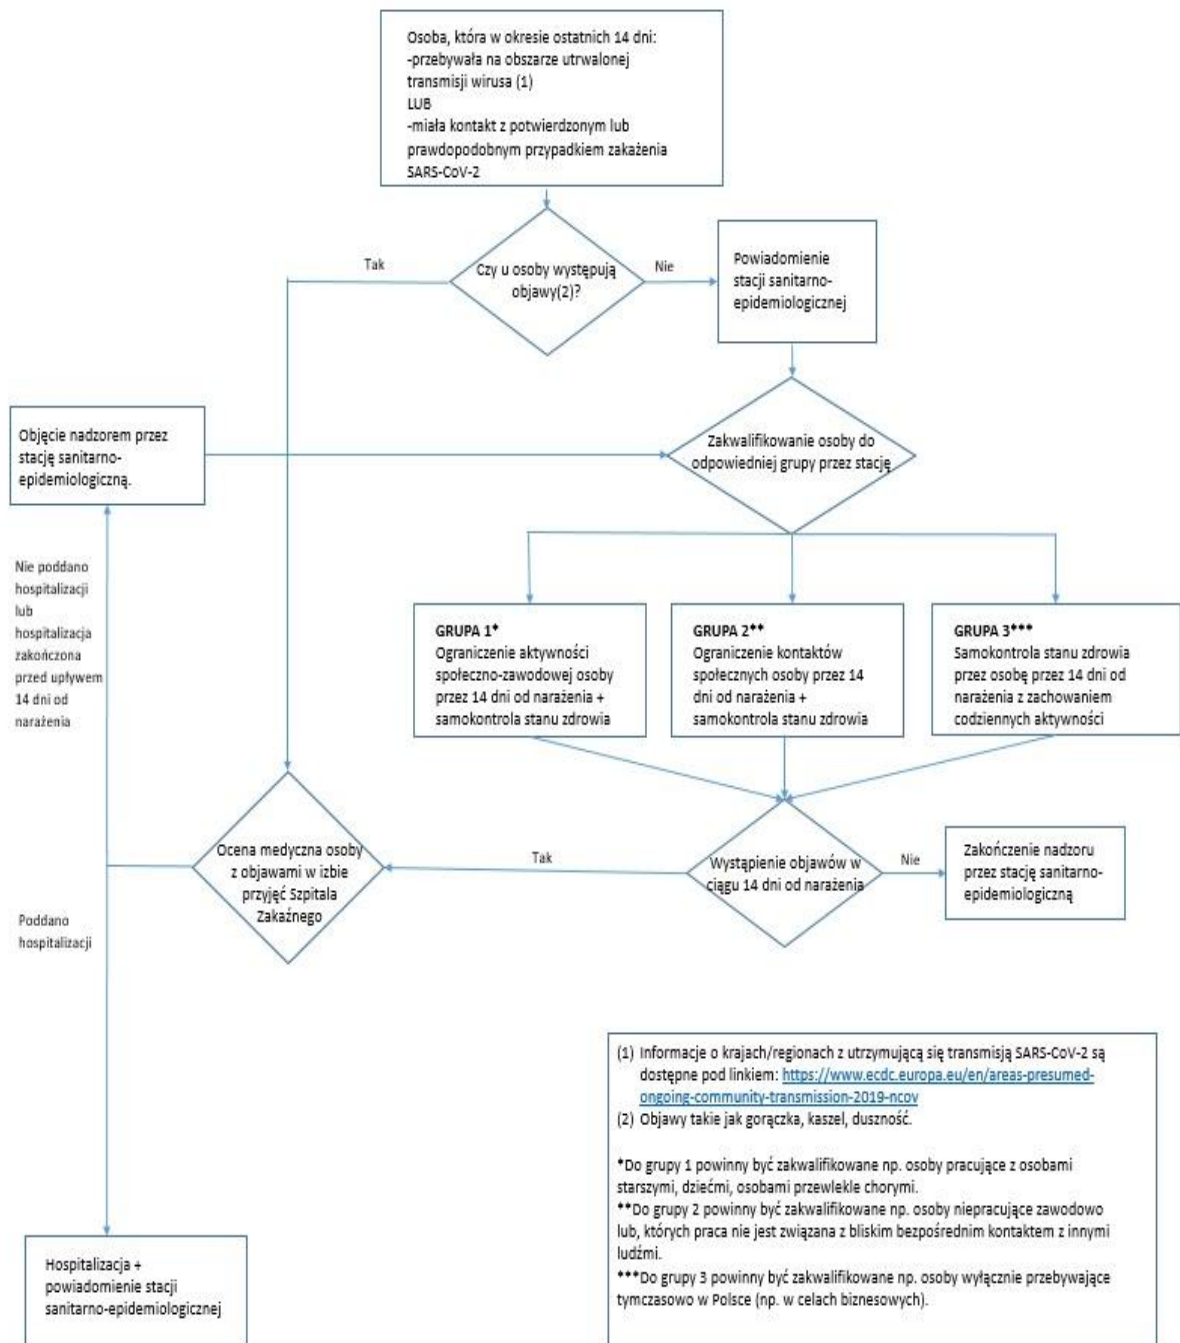 Osoba, która w okresie ostatnich 14 dni:
-przebywała na obszarze utrwalonej
transmisji wirusa (1)
LUB
-miała kontakt z potwierdzonym lub
prawdopodobnym przypadkiem zakażenia
SARS-CoV-2
Czy u osoby występują
objawy(2)?
Tak
Nie
Powiadomienie
stacji sanitarno-
epidemiologicznej
Objęcie nadzorem przez
stację sanitarno-
epidemiologiczną.
Zakwalifikowanie osoby do
odpowiedniej grupy przez stację
Nie poddano
hospitalizacji
lub
hospitalizacja
zakończona
przed upływem
14 dni od
narażenia
GRUPA 1*
Ograniczenie aktywności
społeczno-zawodowej osoby
przez 14 dni od narażenia +
samokontrola stanu zdrowia
GRUPA 2**
Ograniczenie kontaktów
społecznych osoby przez 14
dni od narażenia +
samokontrola stanu zdrowia
GRUPA 3***
Samokontrola stanu zdrowia
przez osobę przez 14 dni od
narażenia z zachowaniem
codziennych aktywności
Ocena medyczna osoby
z objawami w izbie
przyjęć Szpitala
Zakaźnego
Tak
Wystąpienie objawów w
ciągu 14 dni od narażenia
Nie
Zakończenie nadzoru
przez stację sanitarno-
epidemiologiczną
Poddano
hospitalizacji
Hospitalizacja +
powiadomienie stacji
sanitarno-epidemiologicznej
(1) Informacje o krajach/regionach z utrzymującą się transmisją SARS-CoV-2 są
dostępne pod linkiem: https://www.ecdc.europa.eu/en/areas-presumed-
ongoing-community-transmission-2019-ncov
(2) Objawy takie jak gorączka, kaszel, duszność.
*Do grupy 1 powinny być zakwalifikowane np. osoby pracujące z osobami
starszymi, dziećmi, osobami przewlekle chorymi.
**Do grupy 2 powinny być zakwalifikowane np. osoby niepracujące zawodowo
lub, których praca nie jest związana z bliskim bezpośrednim kontaktem z innymi
ludźmi.
***Do grupy 3 powinny być zakwalifikowane np. osoby wyłącznie przebywające
tymczasowo w Polsce (np. w celach biznesowych).